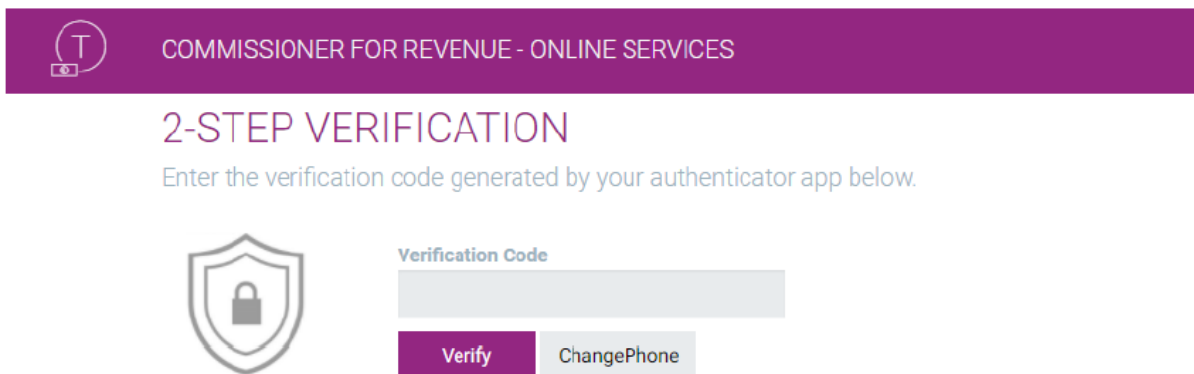 T
COMMISSIONER FOR REVENUE - ONLINE SERVICES
2-STEP VERIFICATION
Enter the verification code generated by your authenticator app below.
Verification Code
Verify ChangePhone